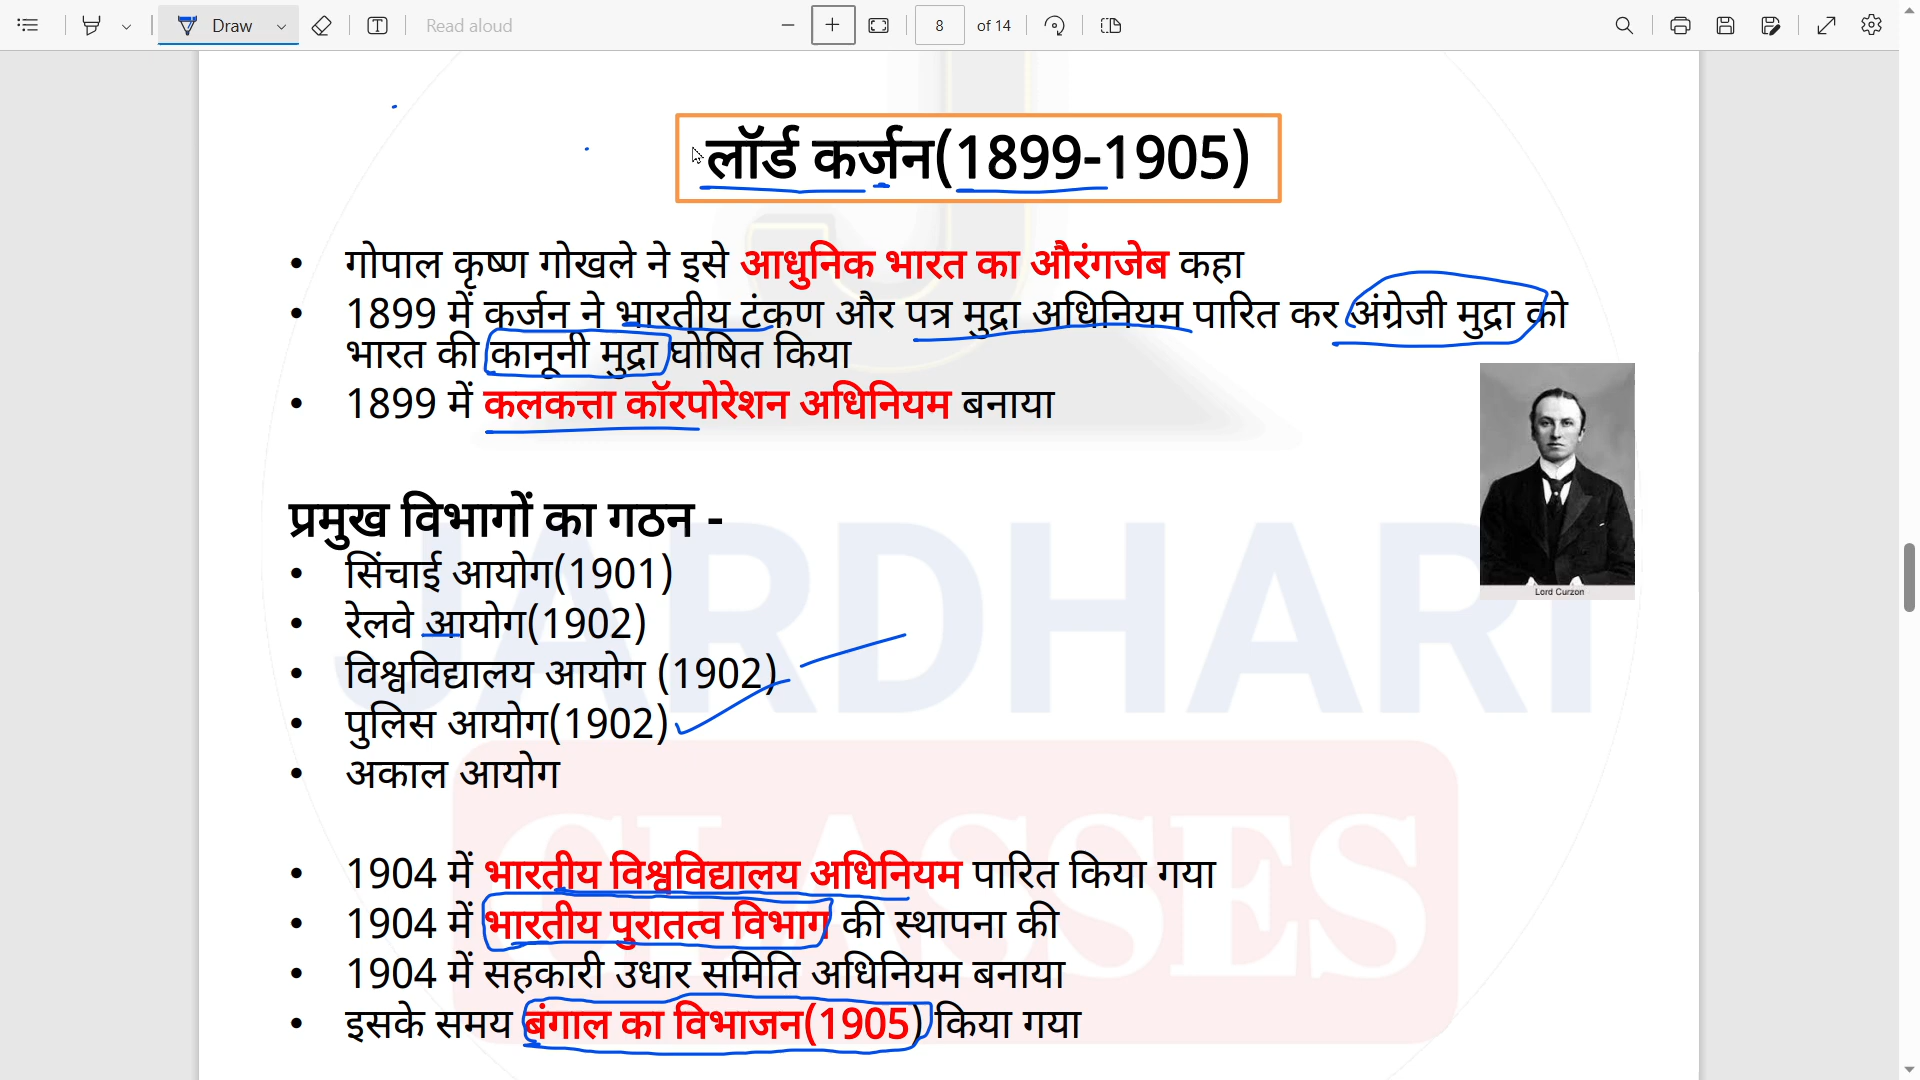 Draw
Read aloud
8 of 14
लॉर्ड कर्जन(1899-1905)
• गोपाल कृष्ण गोखले ने इसे आधुनिक भारत का औरंगजेब कहा
• 1899 में कर्जन ने भारतीय टंकण और पत्र मुद्रा अधिनियम पारित कर अंग्रेजी मुद्रा को
भारत की कानूनी मुद्रा घोषित किया
• 1899 में कलकत्ता कॉरपोरेशन अधिनियम बनाया
Lord Curzon
प्रमुख विभागों का गठन -
• सिंचाई आयोग(1901)
• रेलवे आयोग(1902)
• विश्वविद्यालय आयोग (1902)
• पुलिस आयोग(1902)
• अकाल आयोग
• 1904 में भारतीय विश्वविद्यालय अधिनियम पारित किया गया
• 1904 में भारतीय पुरातत्व विभाग की स्थापना की
• 1904 में सहकारी उधार समिति अधिनियम बनाया
• इसके समय बंगाल का विभाजन(1905) किया गया
JARDHARI
CLASSES